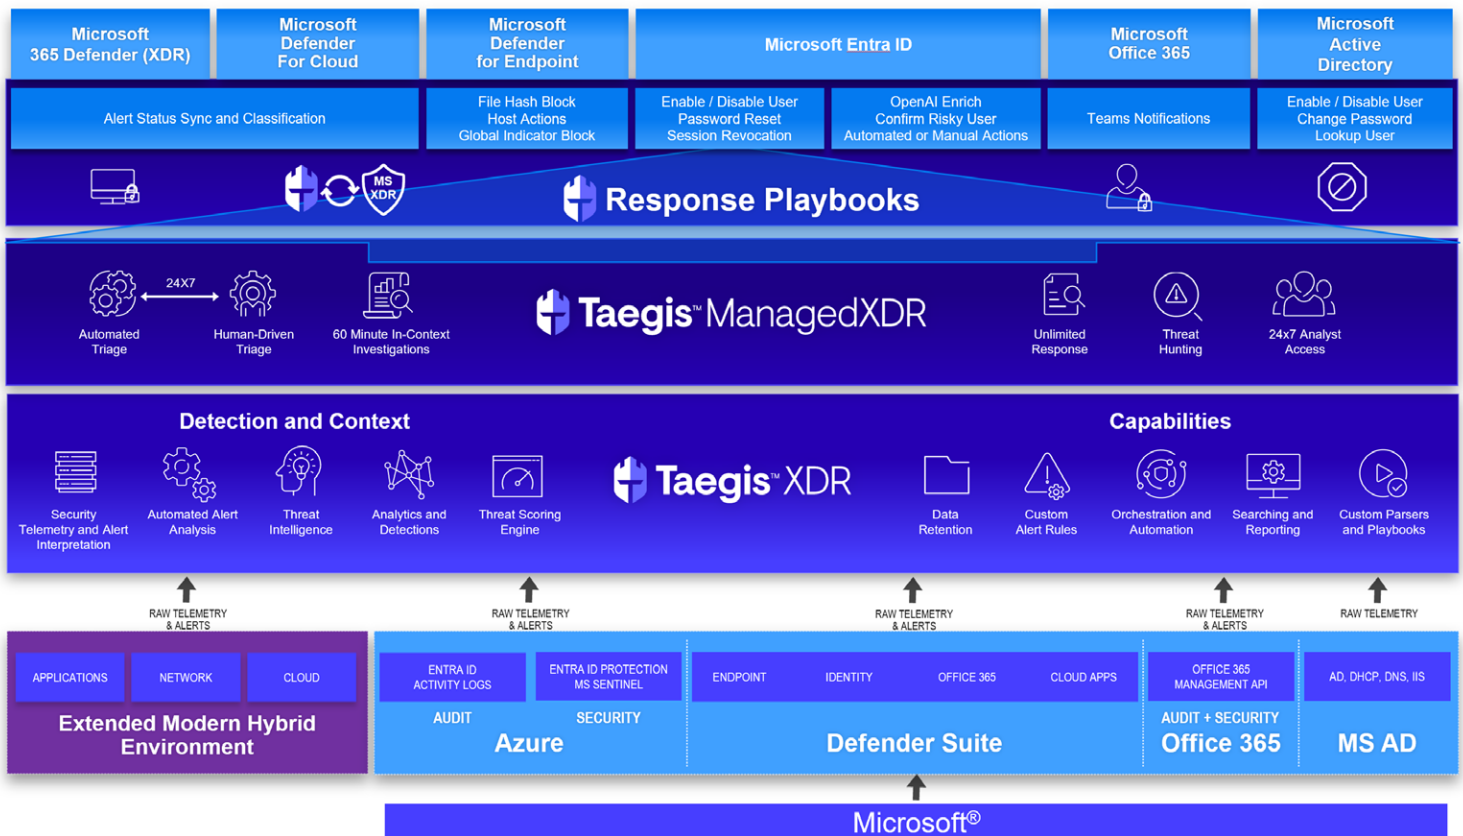 Microsoft
365 Defender (XDR)
Microsoft
Defender
For Cloud
Microsoft
Defender
for Endpoint
Microsoft Entra ID
Microsoft
Office 365
Microsoft
Active
Directory
Alert Status Sync and Classification
File Hash Block
Host Actions
Global Indicator Block
Enable / Disable User
Password Reset
Session Revocation
OpenAI Enrich
Confirm Risky User
Automated or Manual Actions
Teams Notifications
Enable / Disable User
Change Password
Lookup User
MS
XDR
Response Playbooks
24X7
Automated
Triage
Human-Driven
Triage
60 Minute In-Context
Investigations
Taegis™ ManagedXDR
Unlimited
Response
Threat
Hunting
24x7 Analyst
Access
Detection and Context
Capabilities
Security
Telemetry and Alert
Interpretation
Automated Alert
Analysis
Threat
Intelligence
Analytics and
Detections
Threat Scoring
Engine
Taegis™ XDR
Data
Retention
Custom
Alert Rules
Orchestration and
Automation
Searching and
Reporting
Custom Parsers
and Playbooks
RAW TELEMETRY
& ALERTS
RAW TELEMETRY
& ALERTS
RAW TELEMETRY
& ALERTS
RAW TELEMETRY
& ALERTS
RAW TELEMETRY
APPLICATIONS
NETWORK
CLOUD
Extended Modern Hybrid
Environment
ENTRA ID
ACTIVITY LOGS
AUDIT
ENTRA ID PROTECTION
MS SENTINEL
SECURITY
Azure
ENDPOINT
IDENTITY
OFFICE 365
CLOUD APPS
Defender Suite
OFFICE 365
MANAGEMENT API
AUDIT + SECURITY
Office 365
AD, DHCP, DNS, IIS
MS AD
Microsoft®